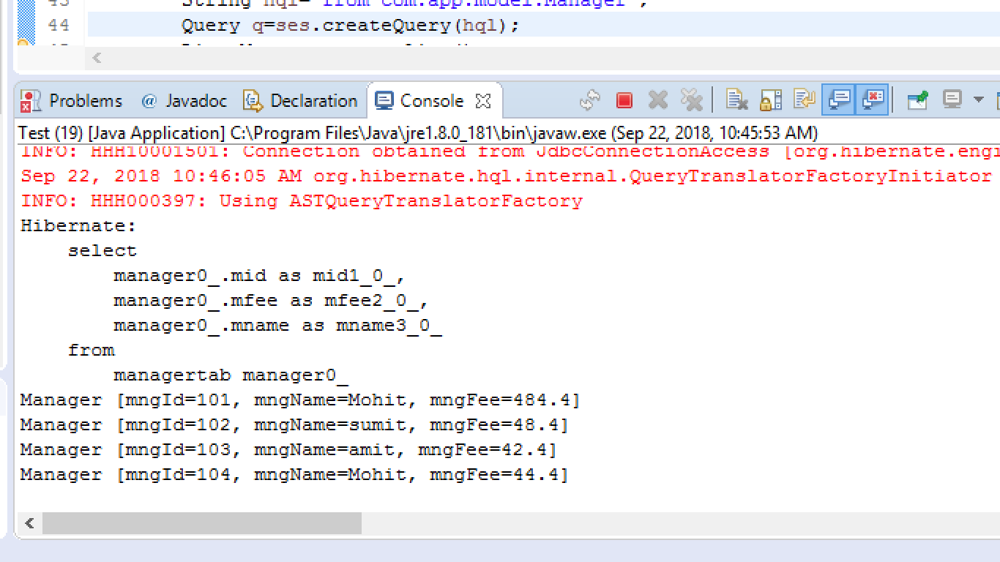 43 String hql="from com.app.model.Manager";
44 Query q=ses.createQuery(hql);
Problems @ Javadoc Declaration Console
Test (19) [Java Application] C:\Program Files\Java\jre1.8.0_181\bin\javaw.exe (Sep 22, 2018, 10:45:53 AM)
INFO: HHH10001501: Connection obtained from JdbcConnectionAccess [org.hibernate.engi
Sep 22, 2018 10:46:05 AM org.hibernate.hql.internal.QueryTranslatorFactoryInitiator
INFO: HHH000397: Using ASTQueryTranslatorFactory
Hibernate:
select
manager0_.mid as mid1_0_,
manager0_.mfee as mfee2_0_,
manager0_.mname as mname3_0_
from
managertab manager0_
Manager [mngId=101, mngName=Mohit, mngFee=484.4]
Manager [mngId=102, mngName=sumit, mngFee=48.4]
Manager [mngId=103, mngName=amit, mngFee=42.4]
Manager [mngId=104, mngName=Mohit, mngFee=44.4]